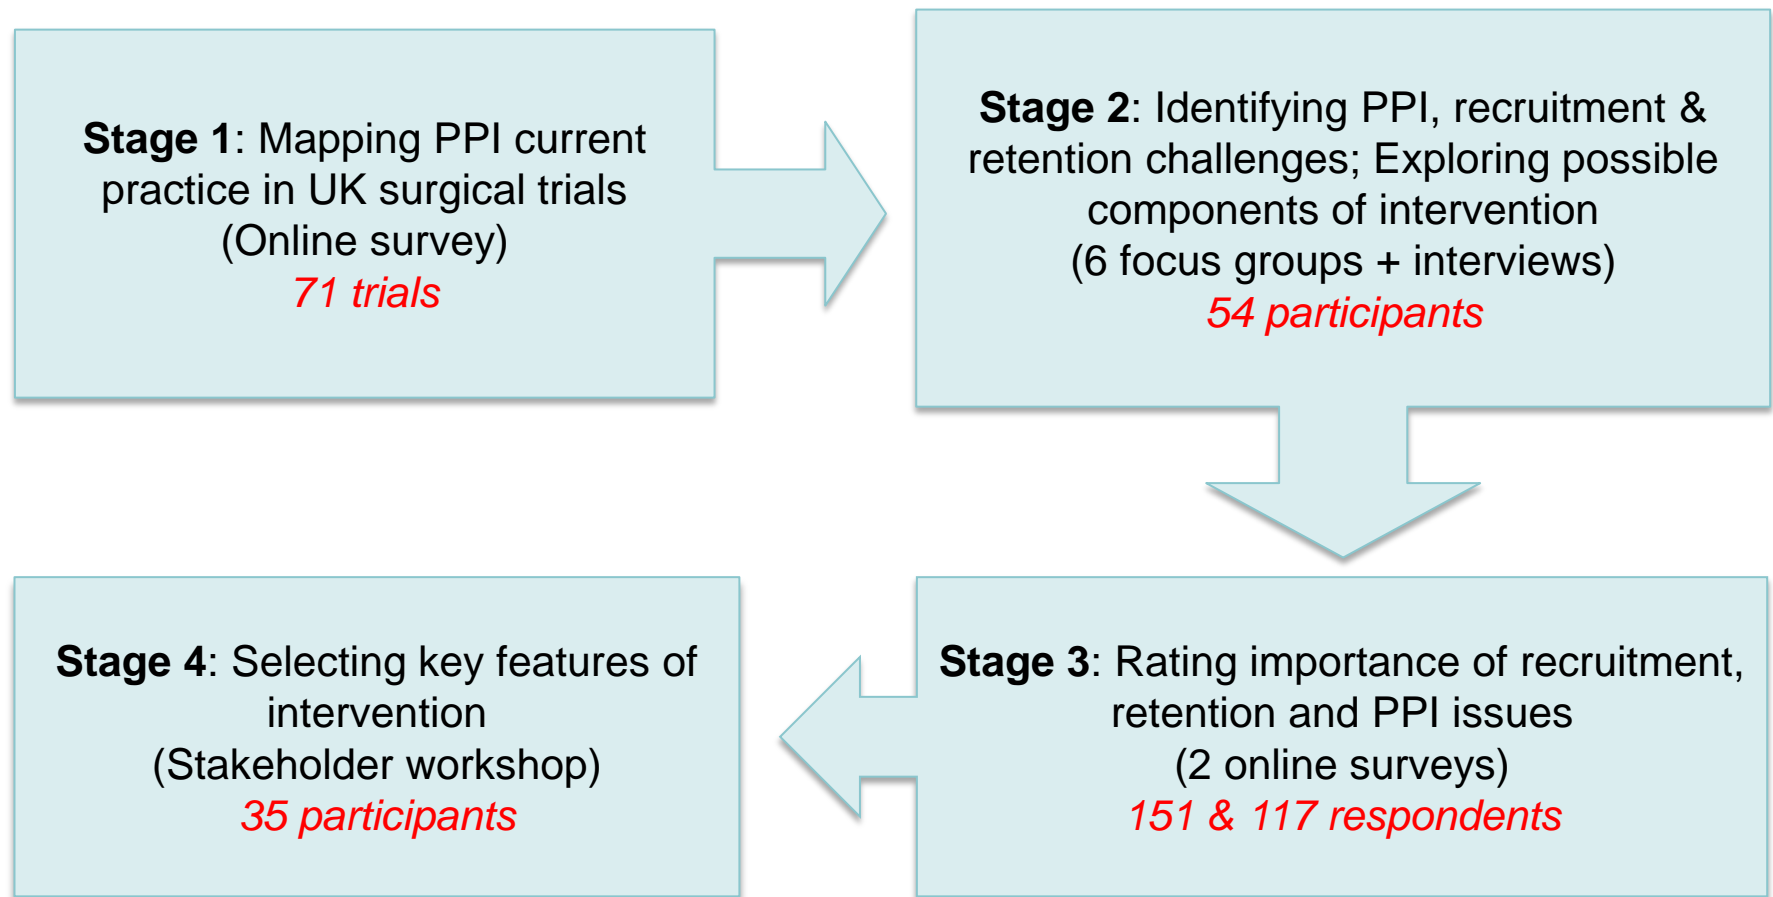 Stage 1: Mapping PPI current
practice in UK surgical trials
(Online survey)
71 trials
Stage 2: Identifying PPI, recruitment &
retention challenges; Exploring possible
components of intervention
(6 focus groups + interviews)
54 participants
Stage 3: Rating importance of recruitment,
retention and PPI issues
(2 online surveys)
151 & 117 respondents
Stage 4: Selecting key features of
intervention
(Stakeholder workshop)
35 participants